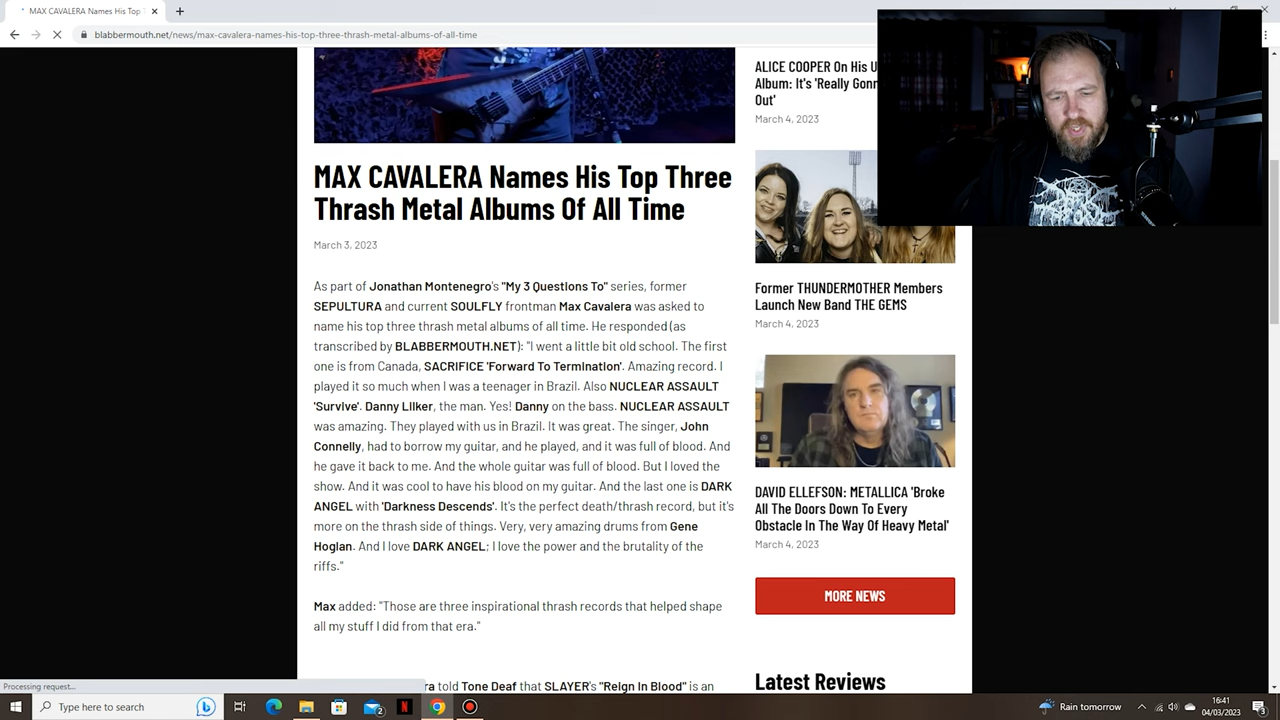 MAX CAVALERA Names His Top T
blabbermouth.net/news/max-cavalera-names-his-top-three-thrash-metal-albums-of-all-time
MAX CAVALERA Names His Top Three
Thrash Metal Albums Of All Time
March 3, 2023
As part of Jonathan Montenegro's "My 3 Questions To" series, former
SEPULTURA and current SOULFLY frontman Max Cavalera was asked to
name his top three thrash metal albums of all time. He responded (as
transcribed by BLABBERMOUTH.NET): "I went a little bit old school. The first
one is from Canada, SACRIFICE 'Forward To Termination'. Amazing record. I
played it so much when I was a teenager in Brazil. Also NUCLEAR ASSAULT
'Survive'. Danny Lilker, the man. Yes! Danny on the bass. NUCLEAR ASSAULT
was amazing. They played with us in Brazil. It was great. The singer, John
Connelly, had to borrow my guitar, and he played, and it was full of blood. And
he gave it back to me. And the whole guitar was full of blood. But I loved the
show. And it was cool to have his blood on my guitar. And the last one is DARK
ANGEL with 'Darkness Descends'. It's the perfect death/thrash record, but it's
more on the thrash side of things. Very, very amazing drums from Gene
Hoglan. And I love DARK ANGEL; I love the power and the brutality of the
riffs."
Max added: "Those are three inspirational thrash records that helped shape
all my stuff I did from that era."
ra told Tone Deaf that SLAYER's "Reign In Blood" is an
ALICE COOPER On His U
Album: It's 'Really Gonn
Out'
March 4, 2023
Former THUNDERMOTHER Members
Launch New Band THE GEMS
March 4, 2023
DAVID ELLEFSON: METALLICA 'Broke
All The Doors Down To Every
Obstacle In The Way Of Heavy Metal'
March 4, 2023
MORE NEWS
Latest Reviews
Processing request...
Type here to search
Rain tomorrow
16:41
04/03/2023